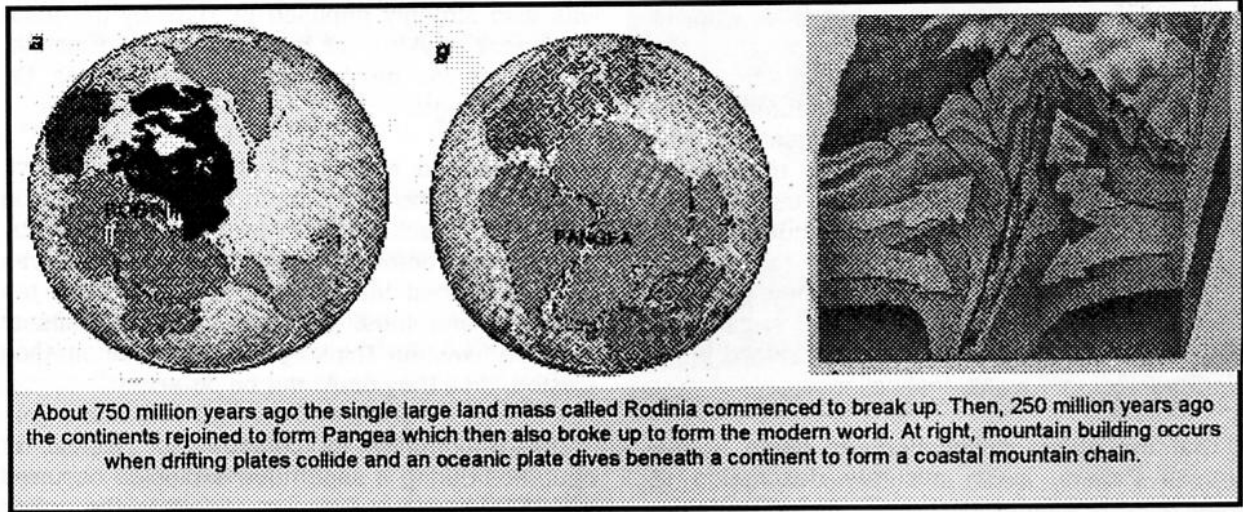 a
g
RODINIA
PANGEA
About 750 million years ago the single large land mass called Rodinia commenced to break up. Then, 250 million years ago
the continents rejoined to form Pangea which then also broke up to form the modern world. At right, mountain building occurs
when drifting plates collide and an oceanic plate dives beneath a continent to form a coastal mountain chain.